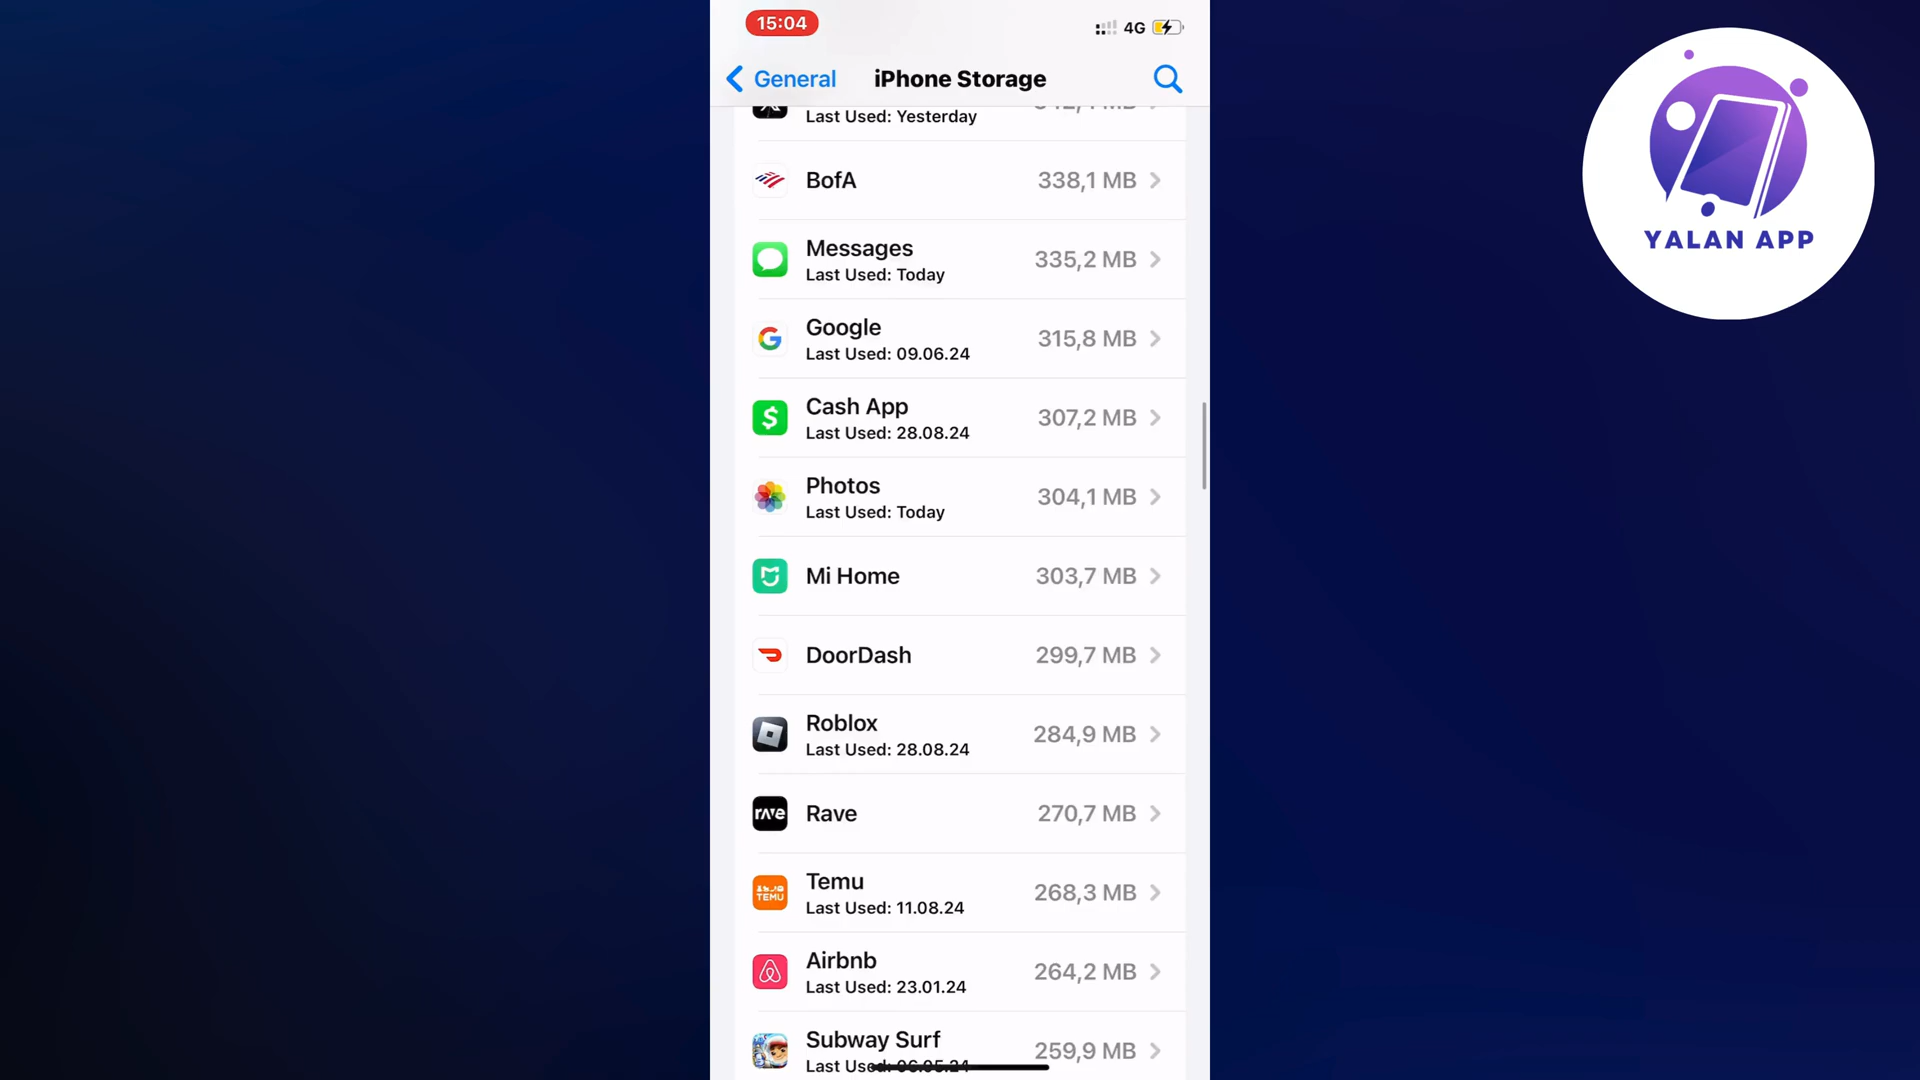 15:04
4G
General
iPhone Storage
Last Used: Yesterday
BofA
338,1 MB
Messages
Last Used: Today
335,2 MB
Google
Last Used: 09.06.24
315,8 MB
Cash App
Last Used: 28.08.24
307,2 MB
Photos
Last Used: Today
304,1 MB
Mi Home
303,7 MB
DoorDash
299,7 MB
Roblox
Last Used: 28.08.24
284,9 MB
rave
Rave
270,7 MB
TEMU
Temu
Last Used: 11.08.24
268,3 MB
Airbnb
Last Used: 23.01.24
264,2 MB
Subway Surf
Last Used: 06.05.24
259,9 MB
YALAN APP